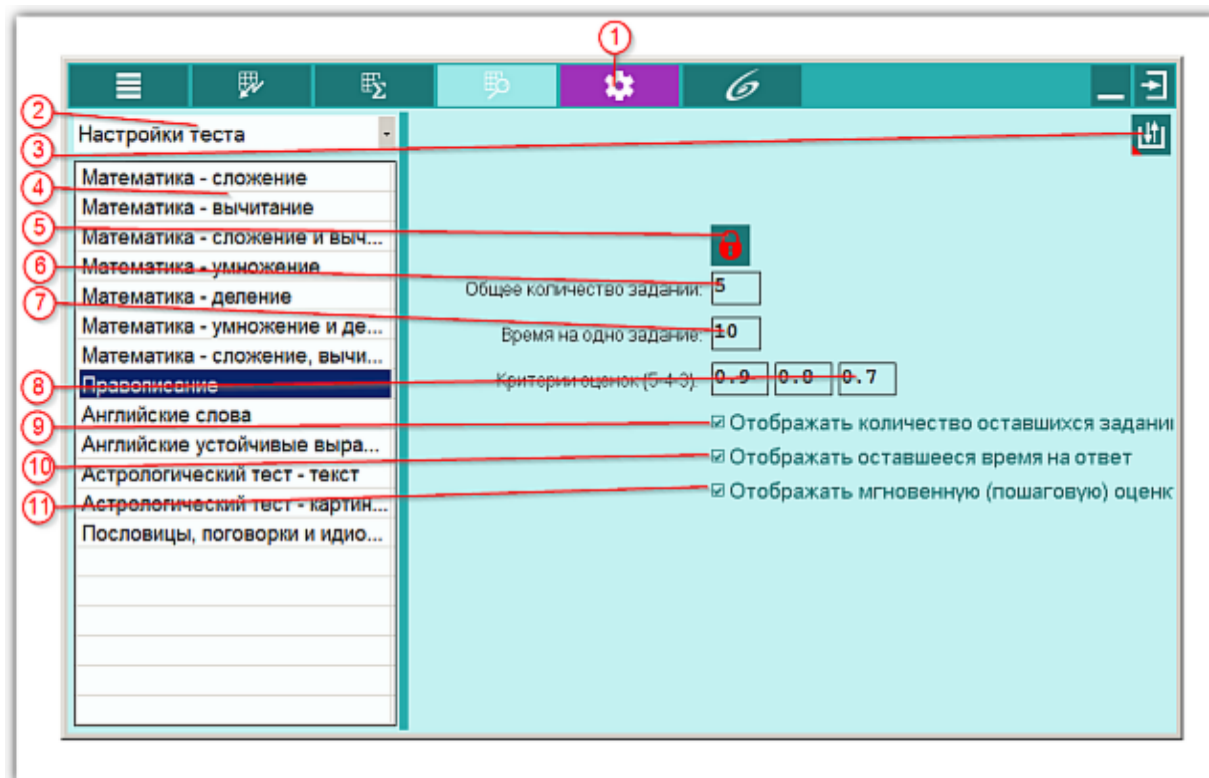 1
2
Настройки теста
3
4
Математика - сложение
Математика - вычитание
5
Математика - сложение и выч...
6
Математика - умножение
7
Математика - деление
Математика - умножение и де...
Математика - сложение, вычи...
8
Правописание
9
Английские слова
Английские устойчивые выра...
10
Астрологический тест - текст
11
Астрологический тест - картин...
Пословицы, поговорки и идио...
Общее количество заданий: 5
Время на одно задание: 10
Критерии оценок (5-4-3): 0.9 0.8 0.7
Отображать количество оставшихся задани
Отображать оставшееся время на ответ
Отображать мгновенную (пошаговую) оценк